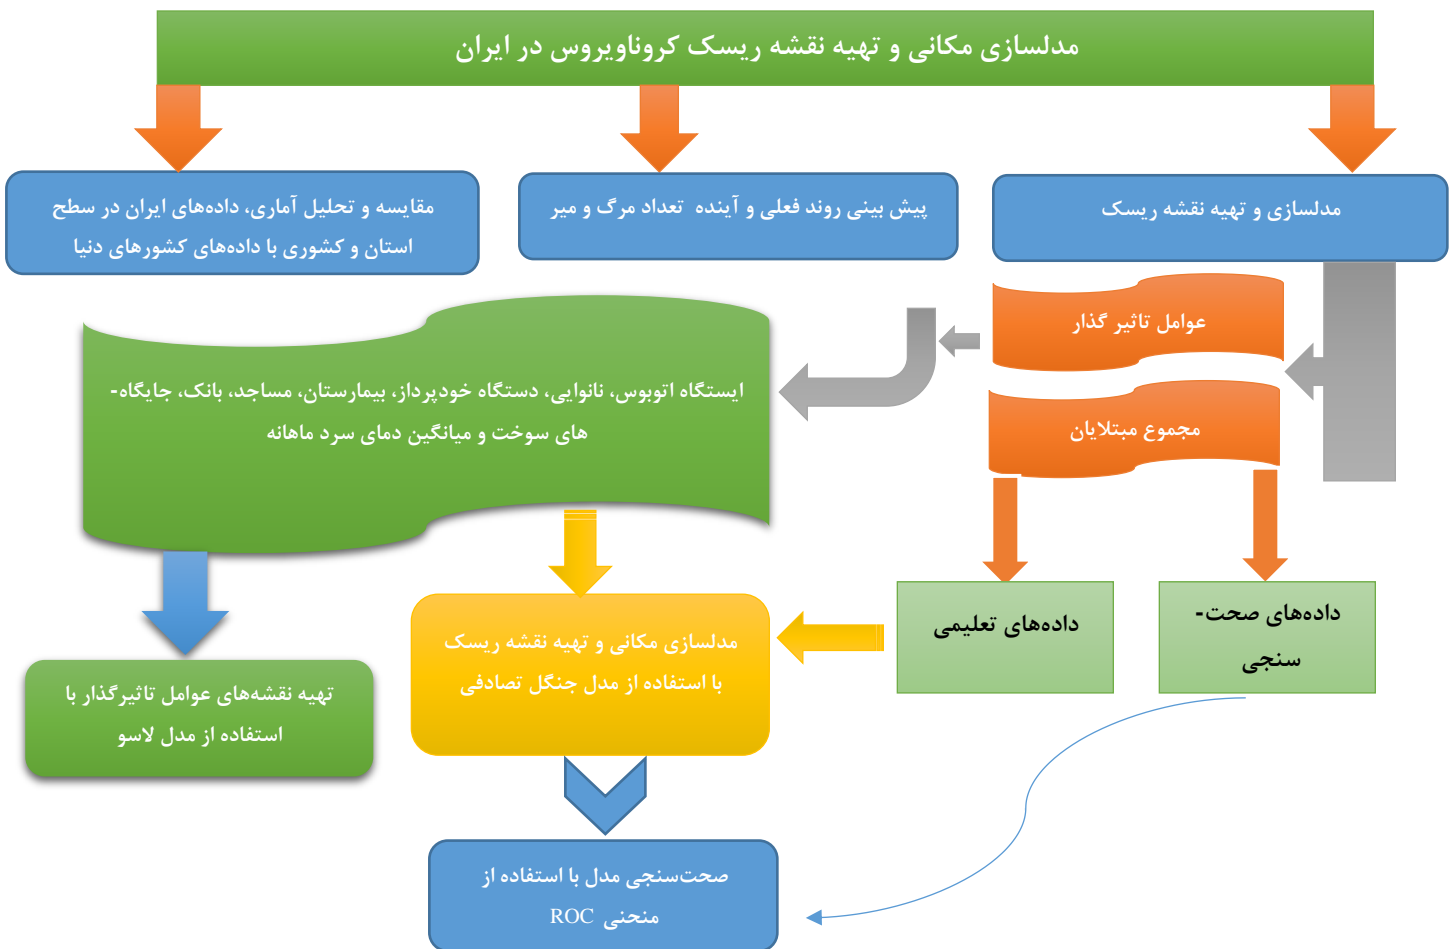 مدلسازی مکانی و تهیه نقشه ریسک کروناویروس در ایران
مدلسازی و تهیه نقشه ریسک
پیش بینی روند فعلی و آینده تعداد مرگ و میر
مقایسه و تحلیل آماری، داده‌های ایران در سطح
استان و کشوری با داده‌های کشورهای دنیا
عوامل تاثیر گذار
مجموع مبتلایان
ایستگاه اتوبوس، نانوایی، دستگاه خودپرداز، بیمارستان، مساجد، بانک، جایگاه-
های سوخت و میانگین دمای سرد ماهانه
داده‌های صحت-
سنجی
داده‌های تعلیمی
مدلسازی مکانی و تهیه نقشه ریسک
با استفاده از مدل جنگل تصادفی
تهیه نقشه‌های عوامل تاثیرگذار با
استفاده از مدل لاسو
صحت‌سنجی مدل با استفاده از
منحنی ROC